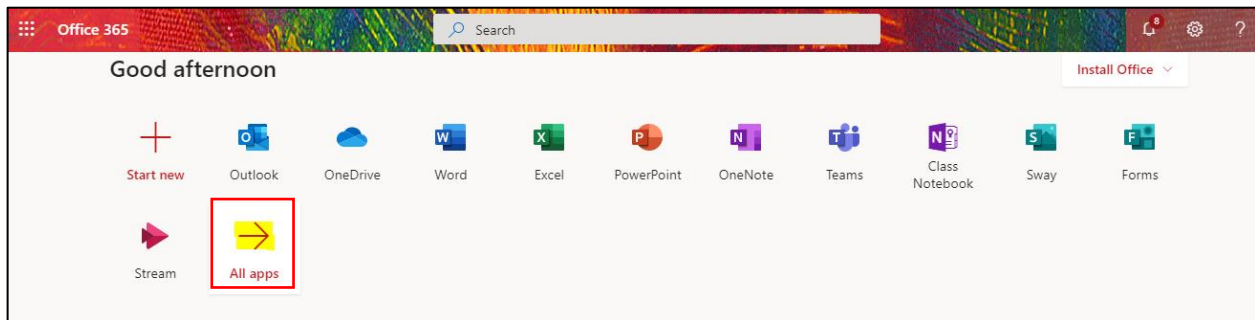 Office 365
Search
8
?
Good afternoon
Install Office
Start new
Outlook
OneDrive
Word
Excel
PowerPoint
OneNote
Teams
Class
Notebook
Sway
Forms
Stream
All apps